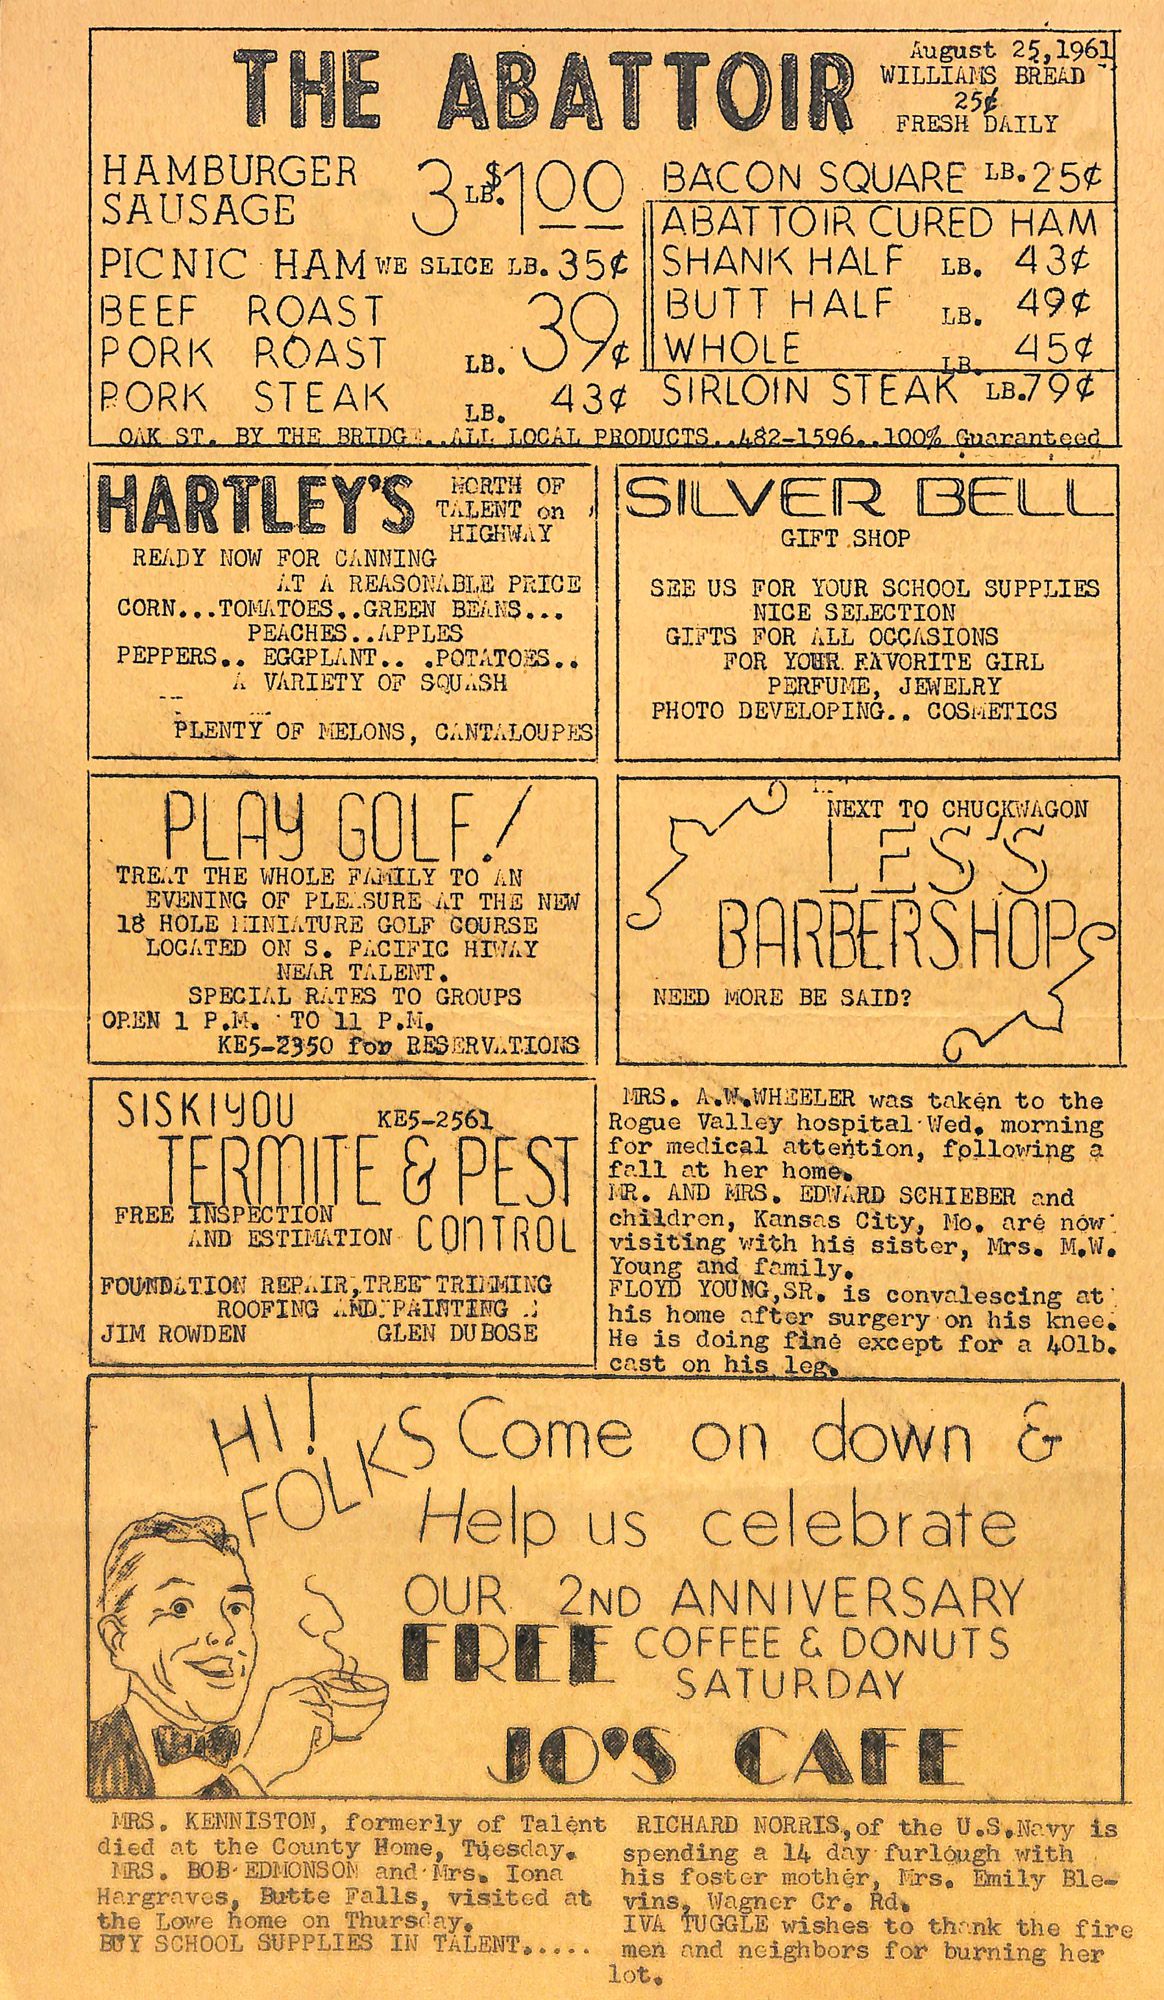 THE ABATTOIR
August 25,1961
WILLIAMS BREAD
25¢
FRESH DAILY
HAMBURGER
SAUSAGE
3 LB. $1.00
PICNIC HAM WE SLICE LB. 35¢
BEEF ROAST
PORK ROAST LB. 39¢
PORK STEAK LB. 43¢
BACON SQUARE LB. 25¢
ABATTOIR CURED HAM
SHANK HALF LB. 43¢
BUTT HALF LB. 49¢
WHOLE LB. 45¢
SIRLOIN STEAK LB. 79¢
OAK ST. BY THE BRIDGE..ALL LOCAL PRODUCTS..482-1596..100% Guaranteed
HARTLEY'S
NORTH OF
TALENT on
HIGHWAY
READY NOW FOR CANNING
AT A REASONABLE PRICE
CORN...TOMATOES..GREEN BEANS...
PEACHES..APPLES
PEPPERS.. EGGPLANT.. .POTATOES..
A VARIETY OF SQUASH
PLENTY OF MELONS, CANTALOUPES
SILVER BELL
GIFT SHOP
SEE US FOR YOUR SCHOOL SUPPLIES
NICE SELECTION
GIFTS FOR ALL OCCASIONS
FOR YOUR FAVORITE GIRL
PERFUME, JEWELRY
PHOTO DEVELOPING.. COSMETICS
PLAY GOLF!
TREAT THE WHOLE FAMILY TO AN
EVENING OF PLEASURE AT THE NEW
18 HOLE MINIATURE GOLF COURSE
LOCATED ON S. PACIFIC HIWAY
NEAR TALENT.
SPECIAL RATES TO GROUPS
OPEN 1 P.M. TO 11 P.M.
KE5-2350 for RESERVATIONS
NEXT TO CHUCKWAGON
LES'S
BARBERSHOP
NEED MORE BE SAID?
SISKIYOU KE5-2561
TERMITE & PEST
CONTROL
FREE INSPECTION
AND ESTIMATION
FOUNDATION REPAIR,TREE TRIMMING
ROOFING AND PAINTING
JIM ROWDEN GLEN DUBOSE
MRS. A.W.WHEELER was taken to the
Rogue Valley hospital Wed. morning
for medical attention, following a
fall at her home.
MR. AND MRS. EDWARD SCHIEBER and
children, Kansas City, Mo. are now
visiting with his sister, Mrs. M.W.
Young and family.
FLOYD YOUNG,SR. is convalescing at
his home after surgery on his knee.
He is doing fine except for a 40lb.
cast on his leg.
HI!
FOLKS
Come on down &
Help us celebrate
OUR 2ND ANNIVERSARY
FREE COFFEE & DONUTS
SATURDAY
JO'S CAFE
MRS. KENNISTON, formerly of Talent
died at the County Home, Tuesday.
MRS. BOB EDMONSON and Mrs. Iona
Hargraves, Butte Falls, visited at
the Lowe home on Thursday.
BUY SCHOOL SUPPLIES IN TALENT.....
RICHARD NORRIS, of the U.S.Navy is
spending a 14 day furlough with
his foster mother, Mrs. Emily Ble-
vins, Wagner Cr. Rd.
IVA TUGGLE wishes to thank the fire
men and neighbors for burning her
lot.